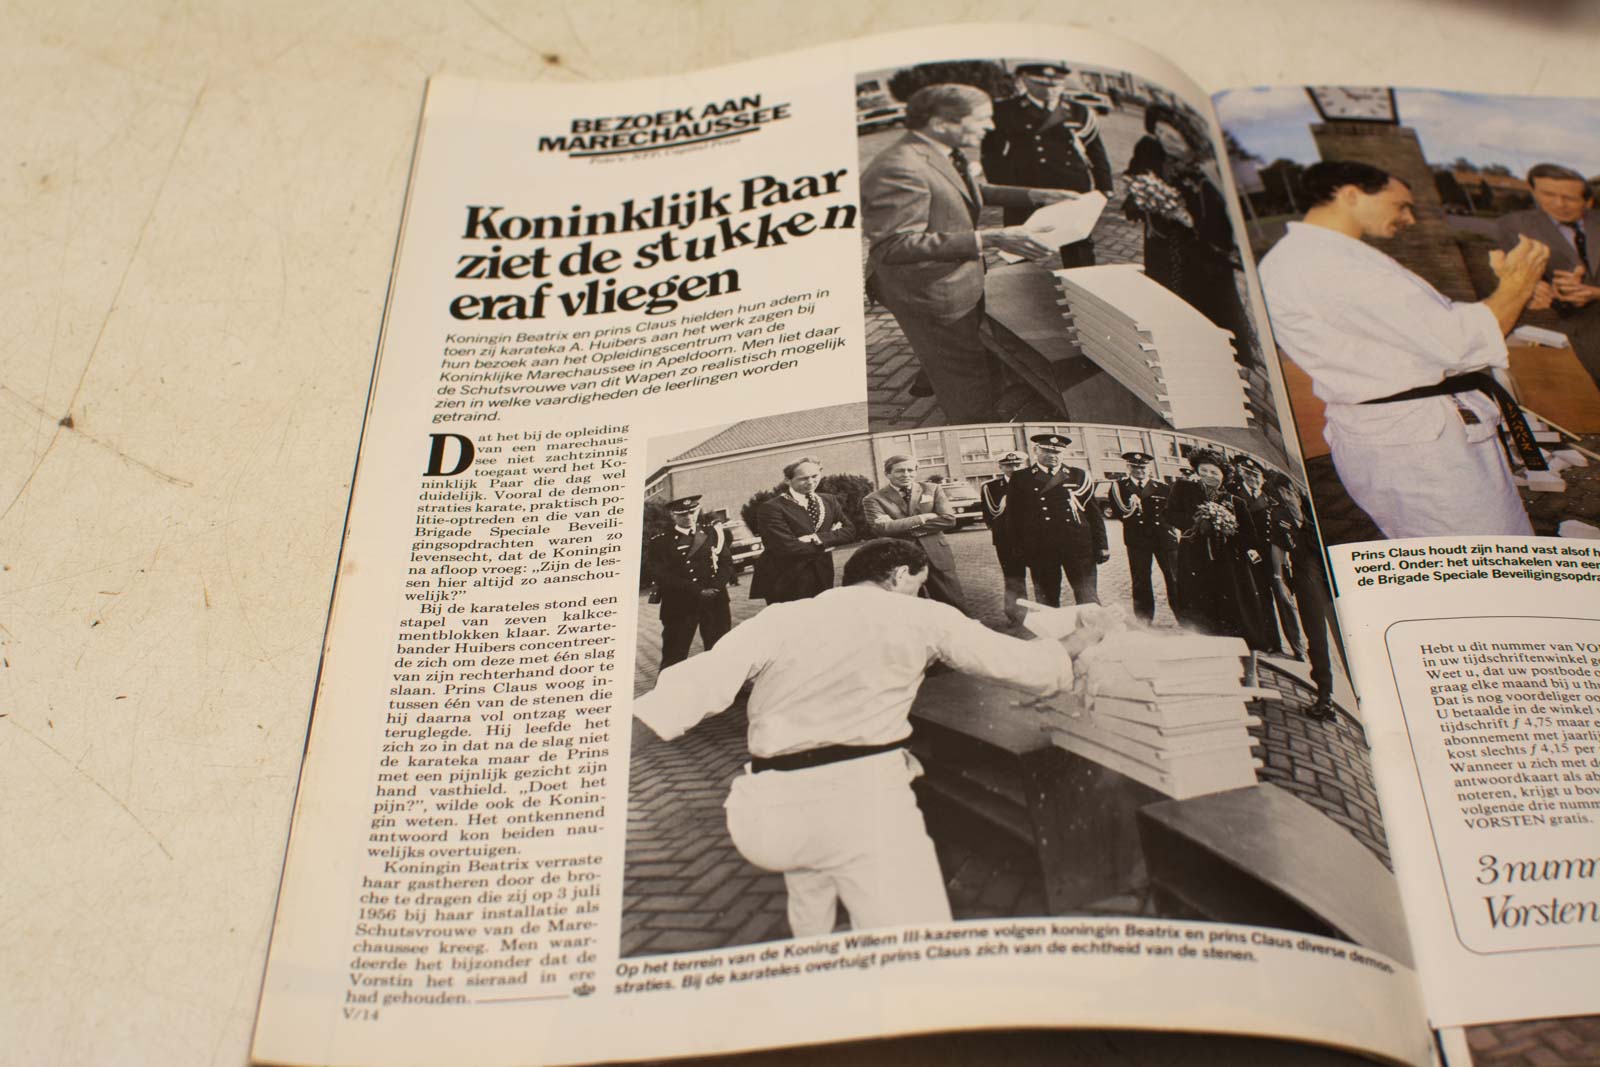 BEZOEK AAN
MARECHAUSSEE
Koninklijk Paar
ziet de stukken
eraf vliegen
Koningin Beatrix en prins Claus hielden hun adem in
toen zij karateka A. Huibers aan het werk zagen bij
hun bezoek aan het Opleidingscentrum van de
Koninklijke Marechaussee in Apeldoorn. Men liet daar
de Schutsvrouwe van dit Wapen zo realistisch mogelijk
zien in welke vaardigheden de leerlingen worden
getraind.
Dat het bij de opleiding
van een marechaus-
see niet zachtzinnig
toegaat werd het Ko-
ninklijk Paar die dag wel
duidelijk. Vooral de demon-
straties karate, praktisch po-
litie-optreden en die van de
Brigade Speciale Beveili-
gingsopdrachten waren zo
levensecht, dat de Koningin
na afloop vroeg: „Zijn de les-
sen hier altijd zo aanschou-
welijk?”
Bij de karateles stond een
stapel van zeven kalkce-
mentblokken klaar. Zwarte-
bander Huibers concentreer-
de zich om deze met één slag
van zijn rechterhand door te
slaan. Prins Claus woog in-
tussen één van de stenen die
hij daarna vol ontzag weer
teruglegde. Hij leefde het
zich zo in dat na de slag niet
de karateka maar de Prins
met een pijnlijk gezicht zijn
hand vasthield. „Doet het
pijn?”, wilde ook de Konin-
gin weten. Het ontkennend
antwoord kon beiden nau-
welijks overtuigen.
Koningin Beatrix verraste
haar gastheren door de bro-
che te dragen die zij op 3 juli
1956 bij haar installatie als
Schutsvrouwe van de Mare-
chaussee kreeg. Men waar-
deerde het bijzonder dat de
Vorstin het sieraad in ere
had gehouden.
V/14
Op het terrein van de Koning Willem III-kazerne volgen koningin Beatrix en prins Claus diverse demon-
straties. Bij de karateles overtuigt prins Claus zich van de echtheid van de stenen.
Prins Claus houdt zijn hand vast alsof h
voerd. Onder: het uitschakelen van een
de Brigade Speciale Beveiligingsopdra
Hebt u dit nummer van VO
in uw tijdschriftenwinkel g
Weet u, dat uw postbode o
graag elke maand bij u thu
Dat is nog voordeliger oo
U betaalde in de winkel v
tijdschrift ƒ 4,75 maar e
abonnement met jaarlij
kost slechts ƒ 4,15 per
Wanneer u zich met de
antwoordkaart als ab
noteren, krijgt u bov
volgende drie numm
VORSTEN gratis.
3 numm
Vorsten